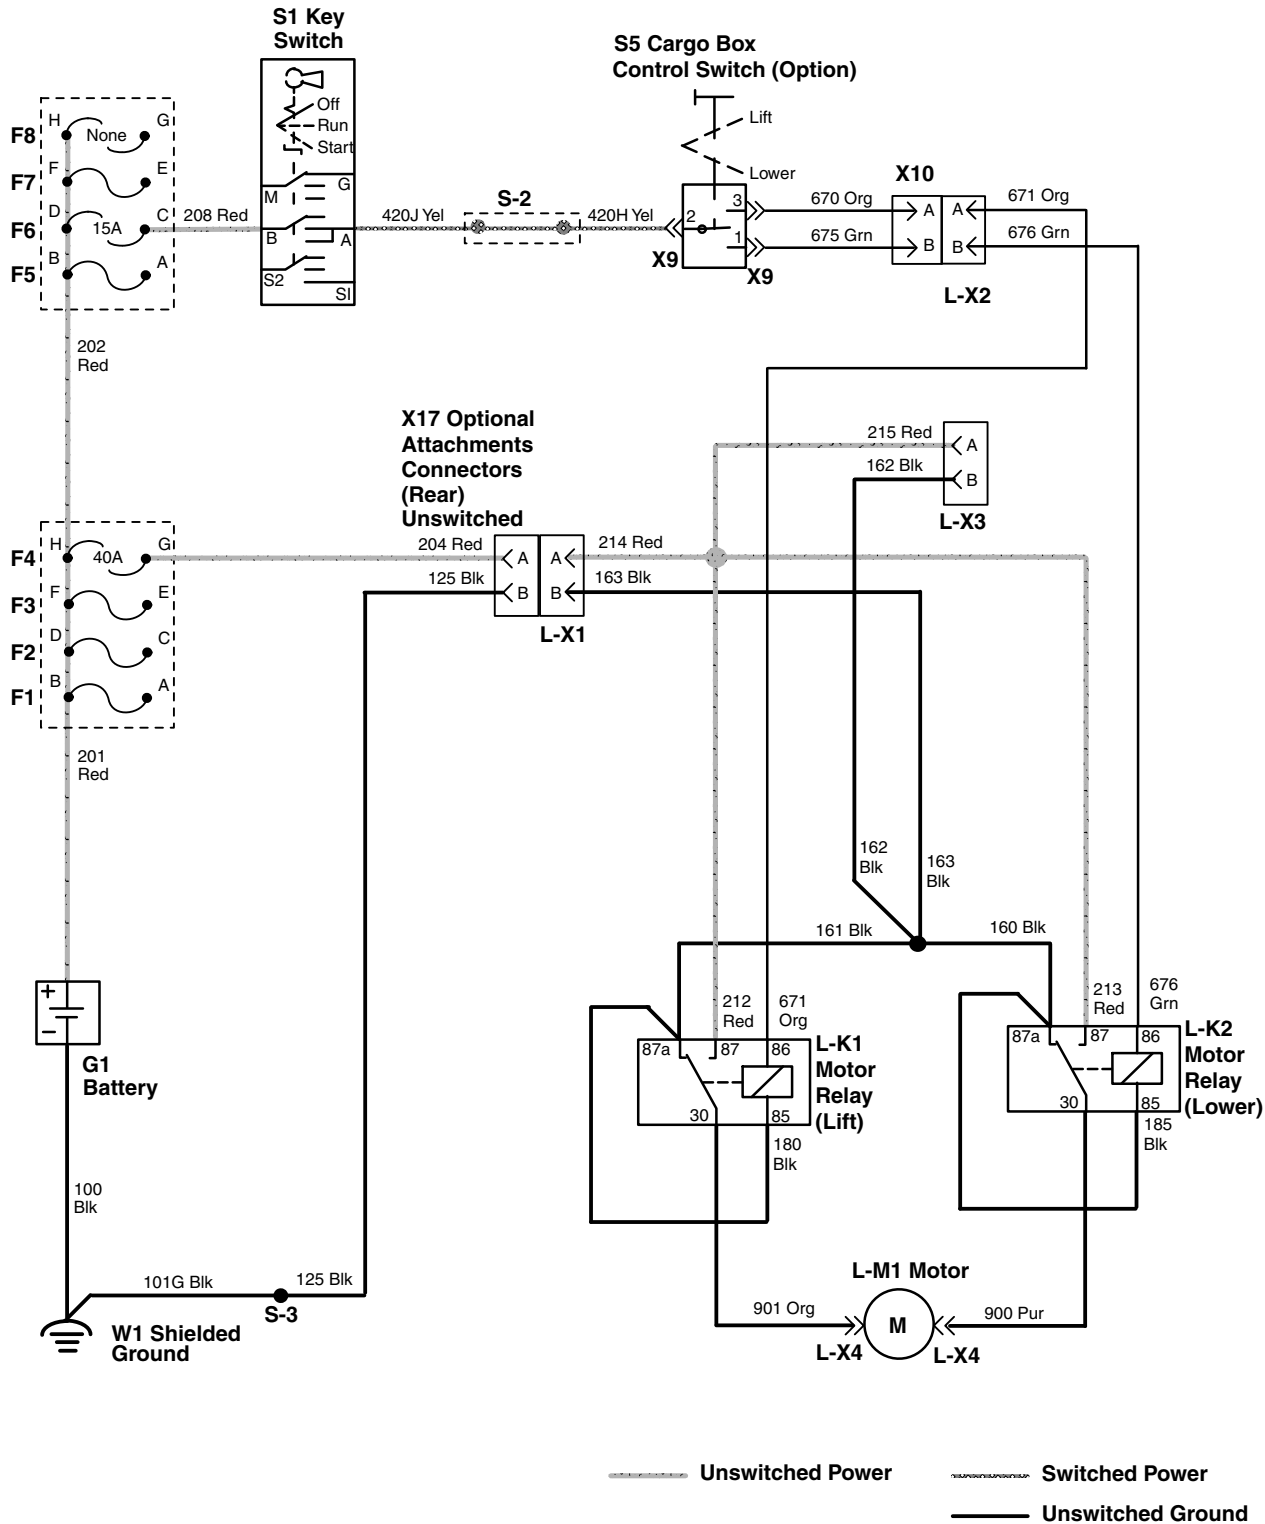 S1 Key
Switch
Off
Run
Start
M
G
B
A
S2
SI
S5 Cargo Box
Control Switch (Option)
Lift
Lower
F8
H
None
G
F7
F
E
F6
D
15A
C
F5
B
A
208 Red
420J Yel
S-2
420H Yel
2
3
1
X9
X9
670 Org
675 Grn
X10
A
A
B
B
L-X2
671 Org
676 Grn
202
Red
X17 Optional
Attachments
Connectors
(Rear)
Unswitched
215 Red
A
162 Blk
B
L-X3
F4
H
40A
G
F3
F
E
F2
D
C
F1
B
A
204 Red
A
A
214 Red
125 Blk
B
B
163 Blk
L-X1
201
Red
162
Blk
163
Blk
161 Blk
160 Blk
+
−
G1
Battery
212
Red
671
Org
213
Red
676
Grn
87a
87
86
30
85
L-K1
Motor
Relay
(Lift)
180
Blk
87a
87
86
30
85
L-K2
Motor
Relay
(Lower)
185
Blk
100
Blk
101G Blk
125 Blk
S-3
W1 Shielded
Ground
L-M1 Motor
901 Org
M
900 Pur
L-X4
L-X4
Unswitched Power
Switched Power
Unswitched Ground